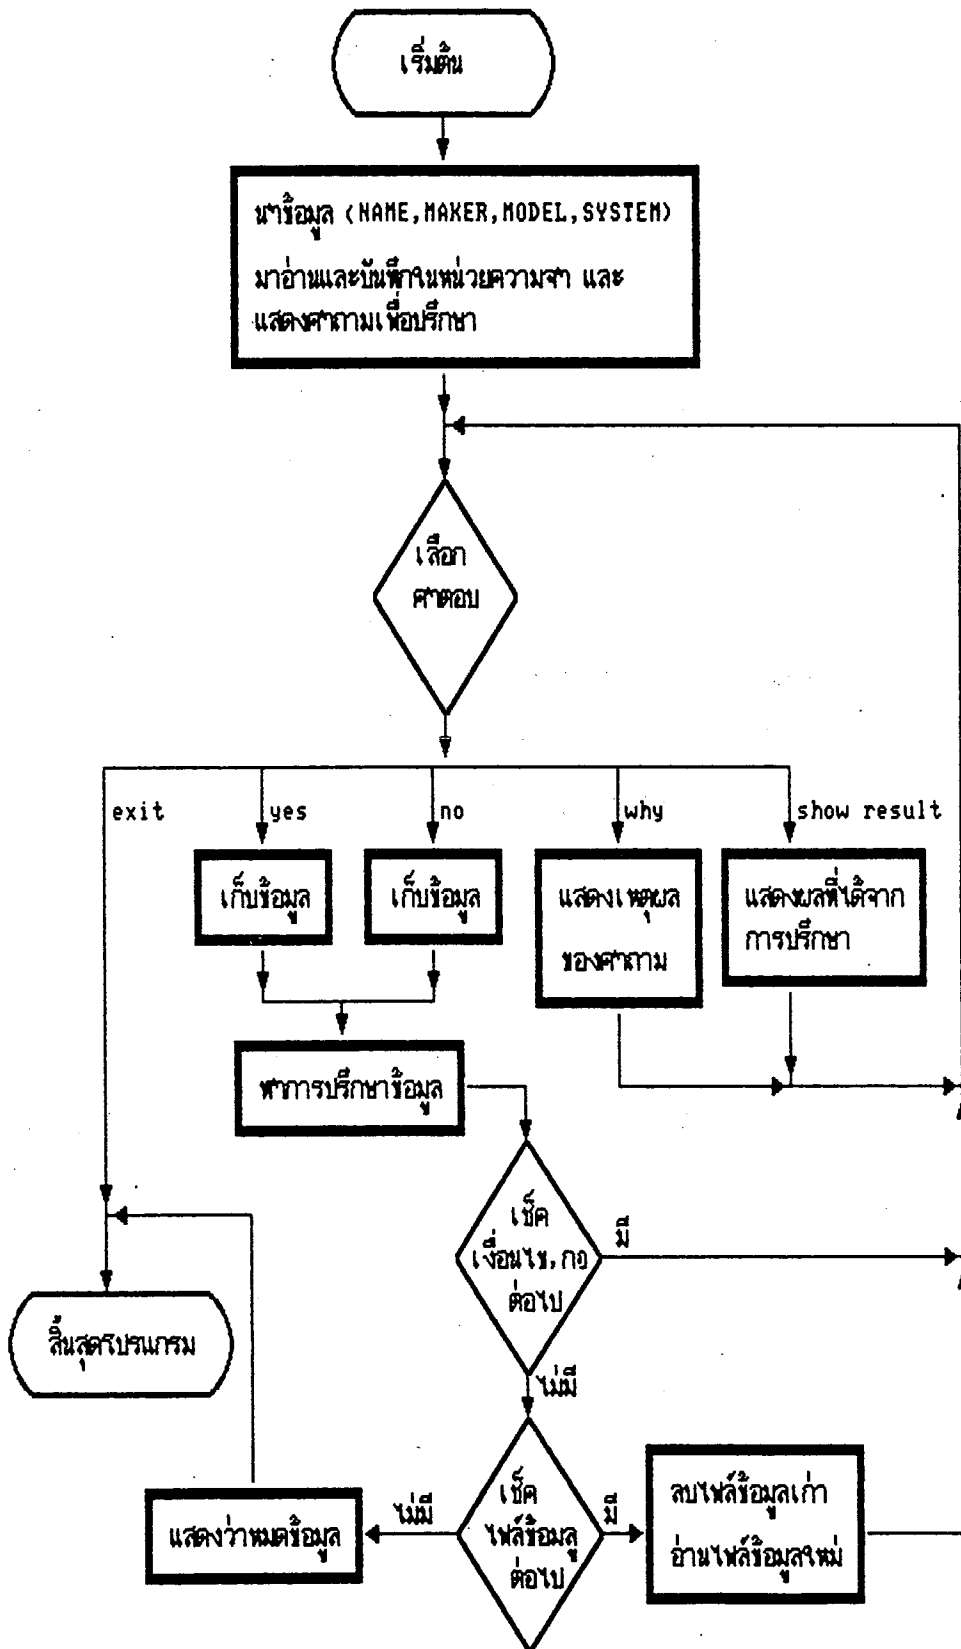 เริ่มต้น
นำข้อมูล (NAME,MAKER,MODEL,SYSTEM)
มาอ่านและบันทึกในหน่วยความจำ และ
แสดงคำถามเพื่อปรึกษา
เลือก
คำตอบ
exit
yes
no
why
show result
เก็บข้อมูล
เก็บข้อมูล
แสดงเหตุผล
ของคำถาม
แสดงผลที่ได้จาก
การปรึกษา
ทำการปรึกษาข้อมูล
เช็ค
เงื่อนไข,กฎ
ต่อไป
มี
สิ้นสุดโปรแกรม
ไม่มี
เช็ค
ไฟล์ข้อมูล
ต่อไป
ไม่มี
มี
แสดงว่าหมดข้อมูล
ลบไฟล์ข้อมูลเก่า
อ่านไฟล์ข้อมูลใหม่